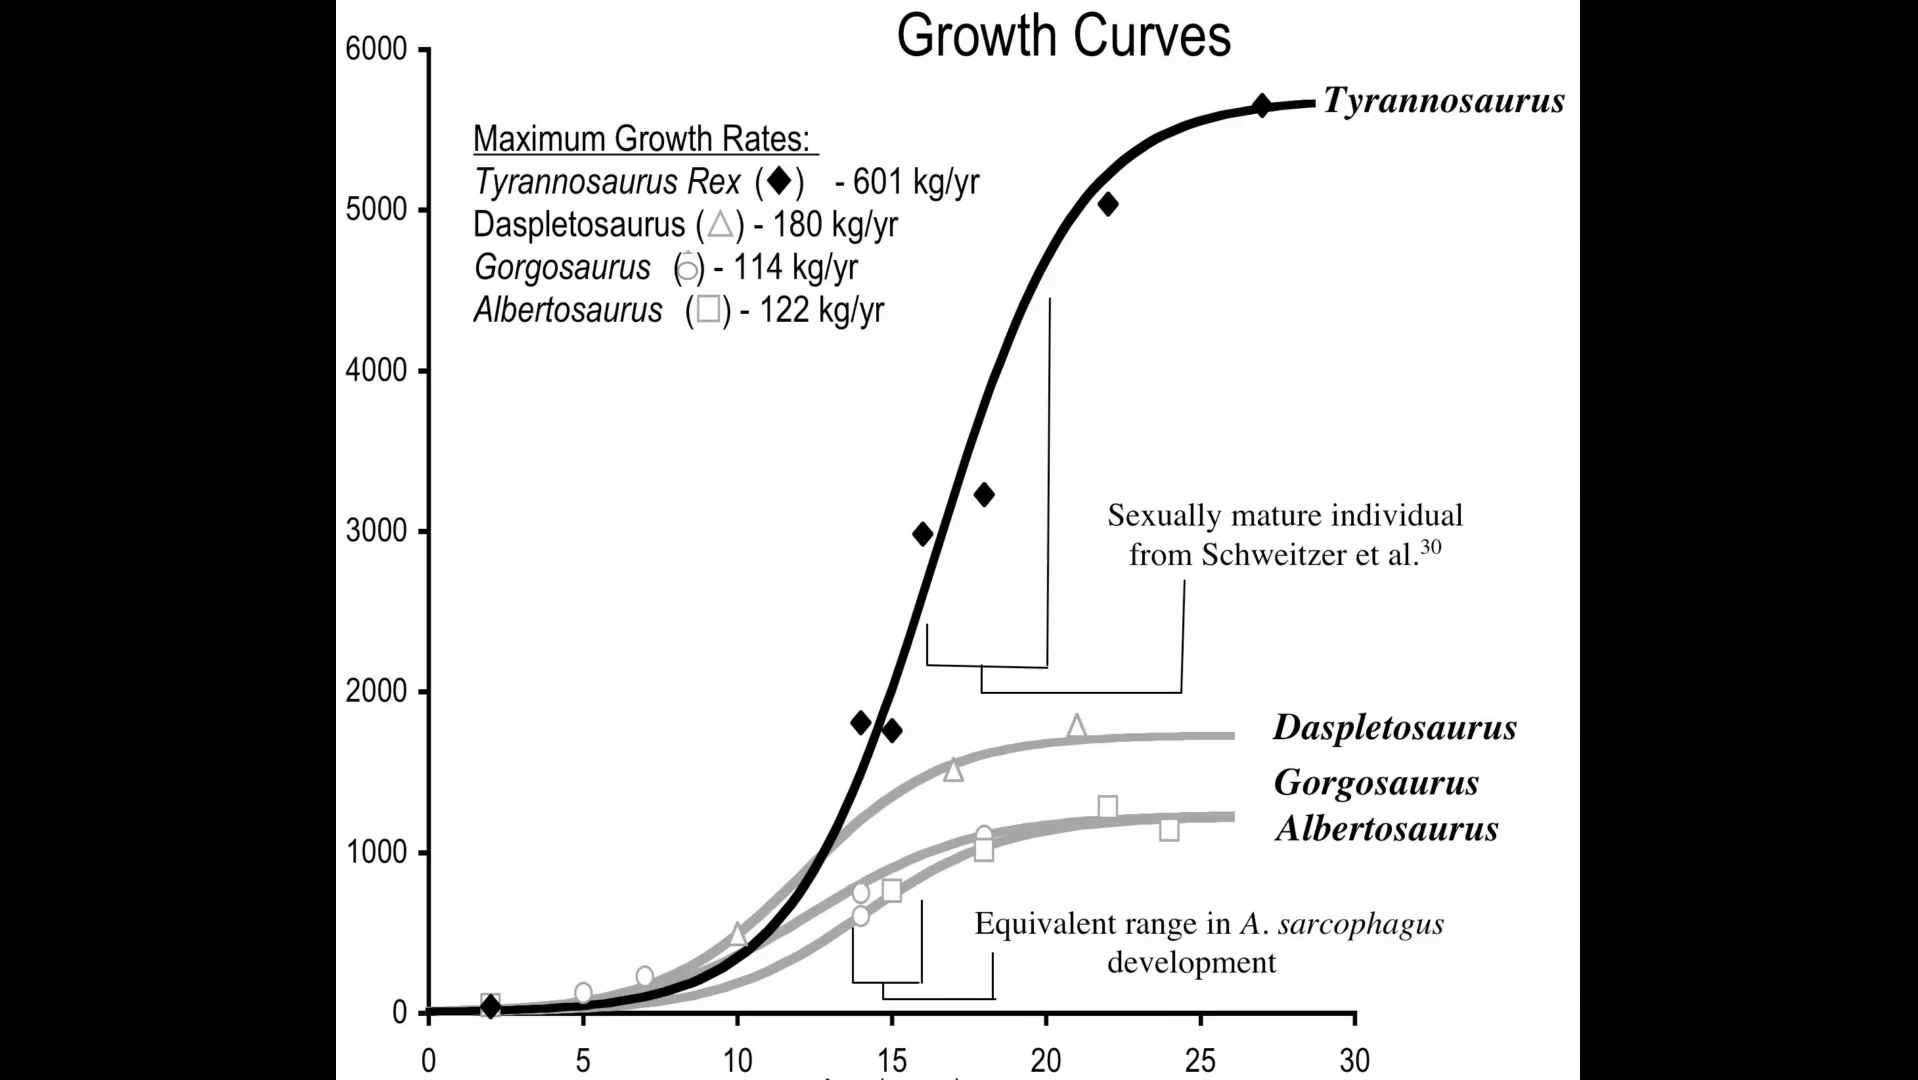 Growth Curves
6000
Tyrannosaurus
Maximum Growth Rates:
Tyrannosaurus Rex (◆) - 601 kg/yr
Daspletosaurus (△) - 180 kg/yr
Gorgosaurus (○) - 114 kg/yr
Albertosaurus (□) - 122 kg/yr
5000
4000
3000
Sexually mature individual
from Schweitzer et al.30
2000
Daspletosaurus
Gorgosaurus
Albertosaurus
1000
Equivalent range in A. sarcophagus
development
0
0 5 10 15 20 25 30